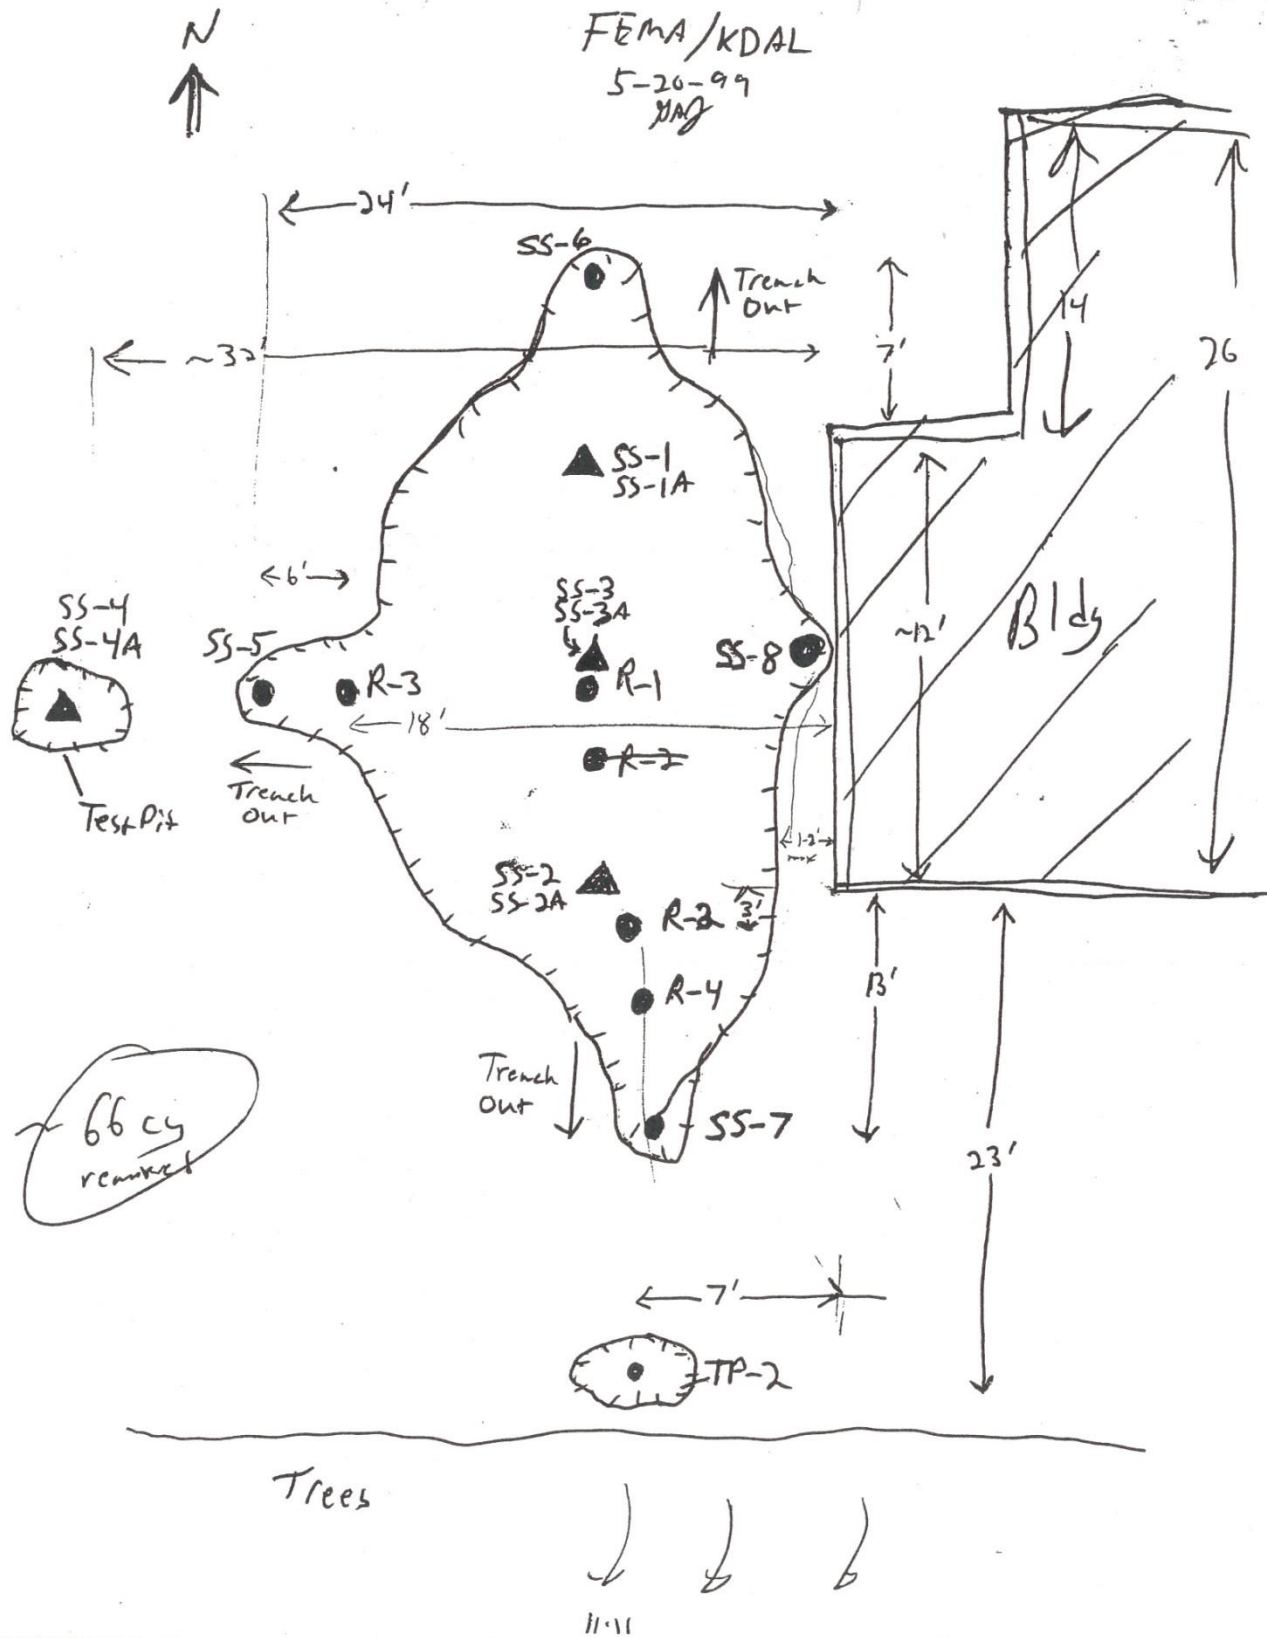 N
FEMA/KDAL
5-20-99
24'
SS-6
Trench
Out
14
~32'
7'
26
SS-1
SS-1A
6'
SS-3
SS-3A
~12'
Bldg
SS-4
SS-4A
SS-5
SS-8
R-3
R-1
18'
R-2
Trench
Out
Test Pit
1-2'
max
SS-2
SS-2A
3'
R-2
13'
R-4
Trench
Out
~ 66 cy
removed
SS-7
23'
7'
TP-2
Trees